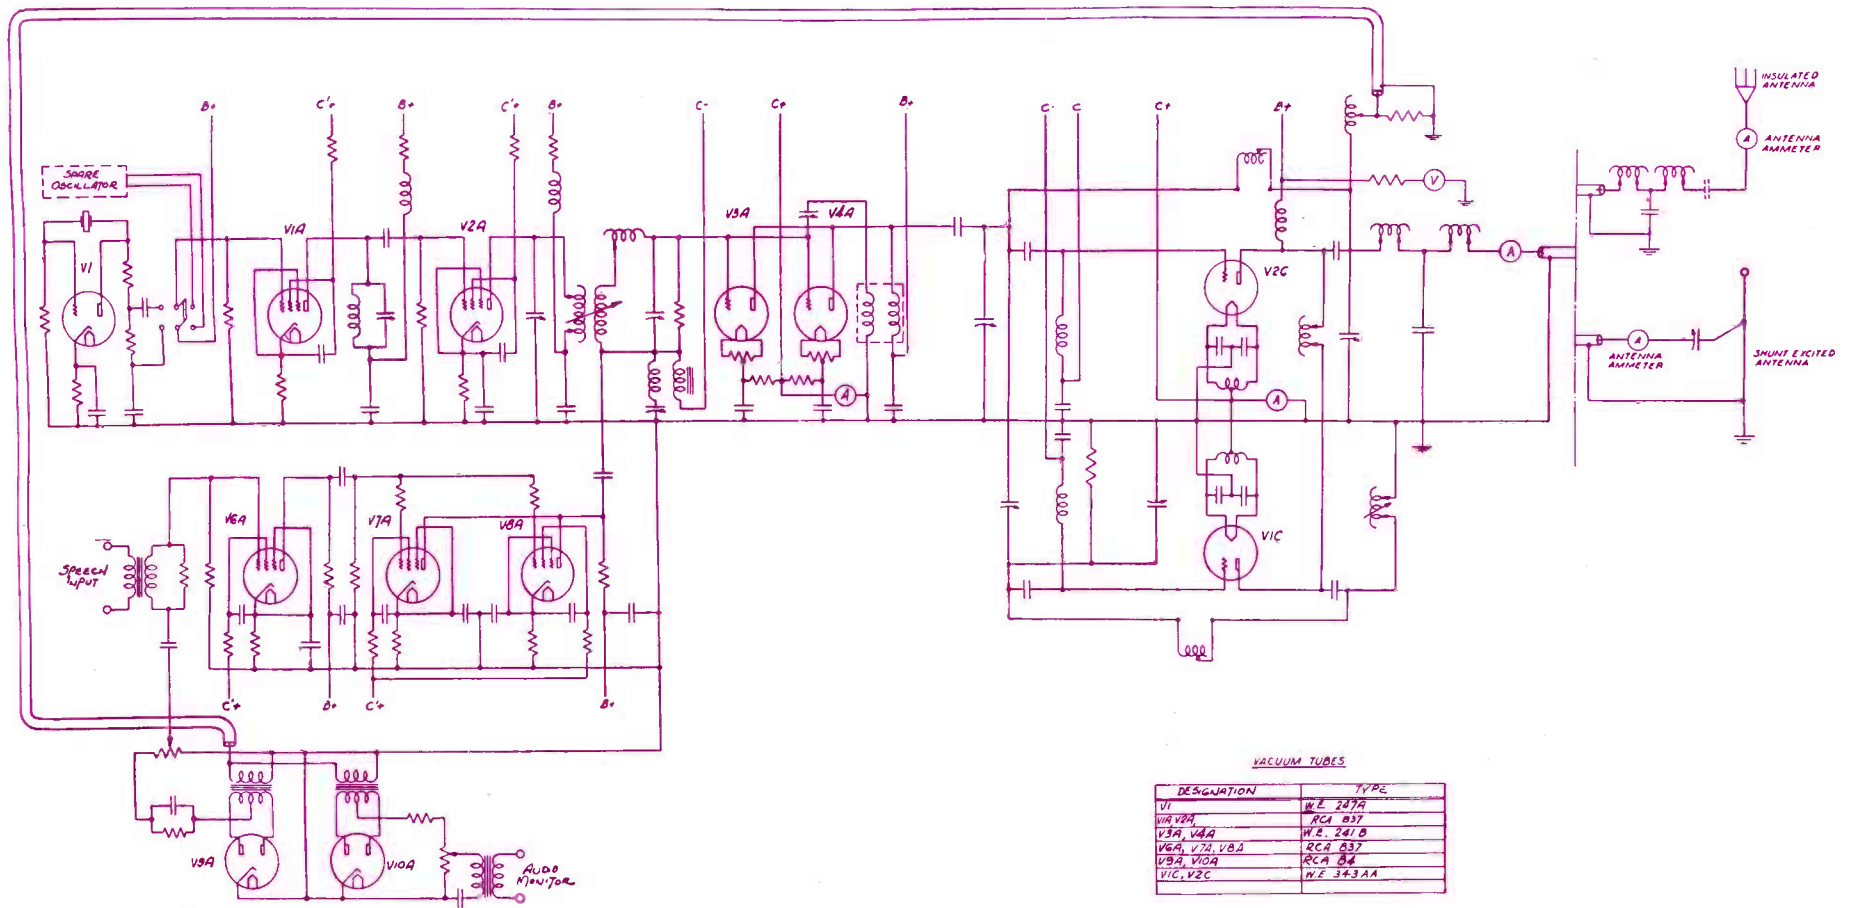 INSULATED
ANTENNA
A
ANTENNA
AMMETER
B+
C'+
B+
C'+
B+
C-
C+
B+
C-
C
C+
B+
SPARE
OSCILLATOR
V1
V1A
V2A
V3A
V4A
A
V
V2C
A
A
A
ANTENNA
AMMETER
SHUNT EXCITED
ANTENNA
SPEECH
INPUT
V6A
V7A
V8A
V1C
C'+
B+
C'+
B+
V9A
V10A
AUDIO
MONITOR
VACUUM TUBES
DESIGNATION TYPE
V1 W.E. 247A
V1A, V2A, RCA 837
V3A, V4A W.E. 241B
V6A, V7A, V8A RCA 837
V9A, V10A RCA 84
V1C, V2C W.E 343AA